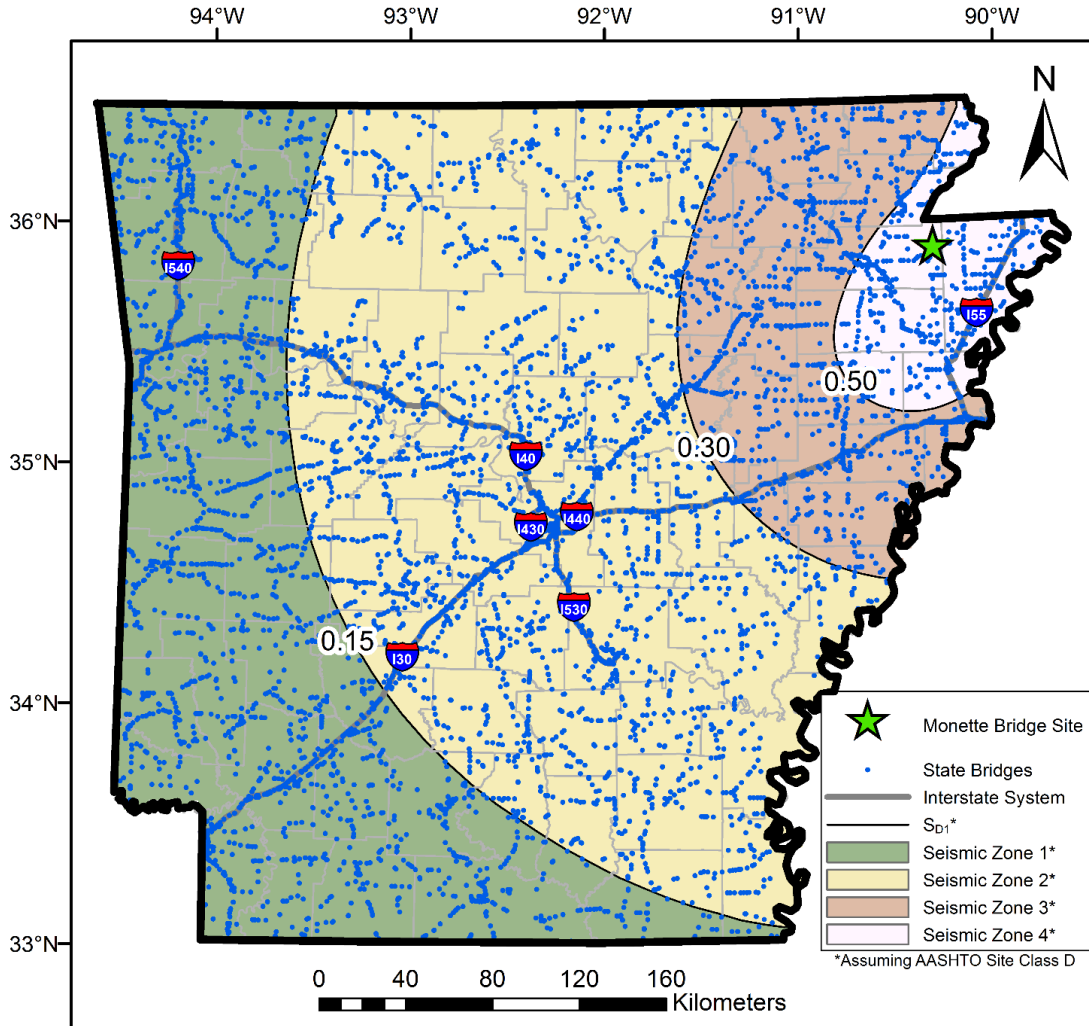 94°W 93°W 92°W 91°W 90°W
N
36°N
I540
I55
0.50
35°N
0.30
I40
I440
I430
I530
0.15
I30
34°N
Monette Bridge Site
State Bridges
Interstate System
SD1*
Seismic Zone 1*
Seismic Zone 2*
Seismic Zone 3*
Seismic Zone 4*
33°N
*Assuming AASHTO Site Class D
0 40 80 120 160
Kilometers